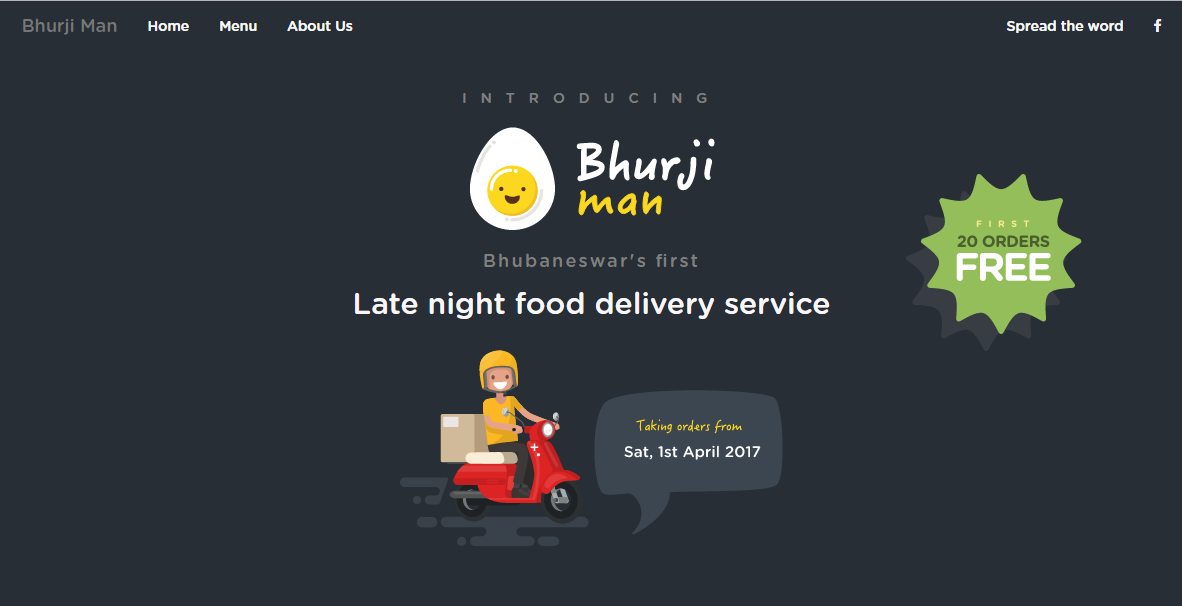 Bhurji Man Home Menu About Us Spread the word f
INTRODUCING
Bhurji
man
Bhubaneswar's first
Late night food delivery service
FIRST
20 ORDERS
FREE
Taking orders from
Sat, 1st April 2017